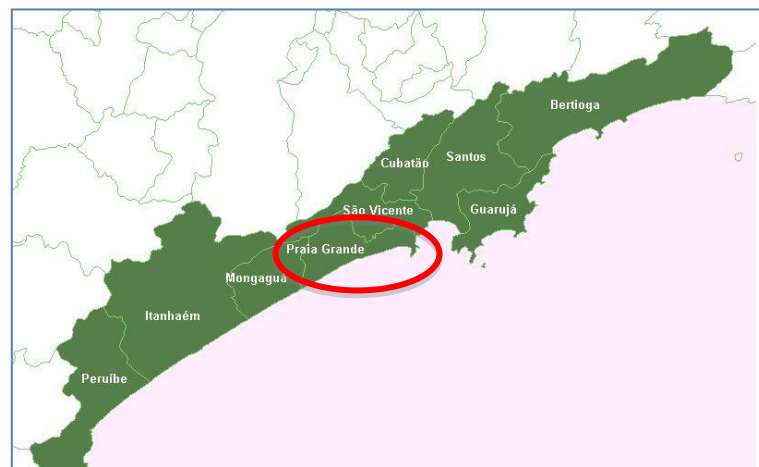 Bertioga
Cubatão
Santos
São Vicente
Guarujá
Praia Grande
Mongaguá
Itanhaém
Peruíbe